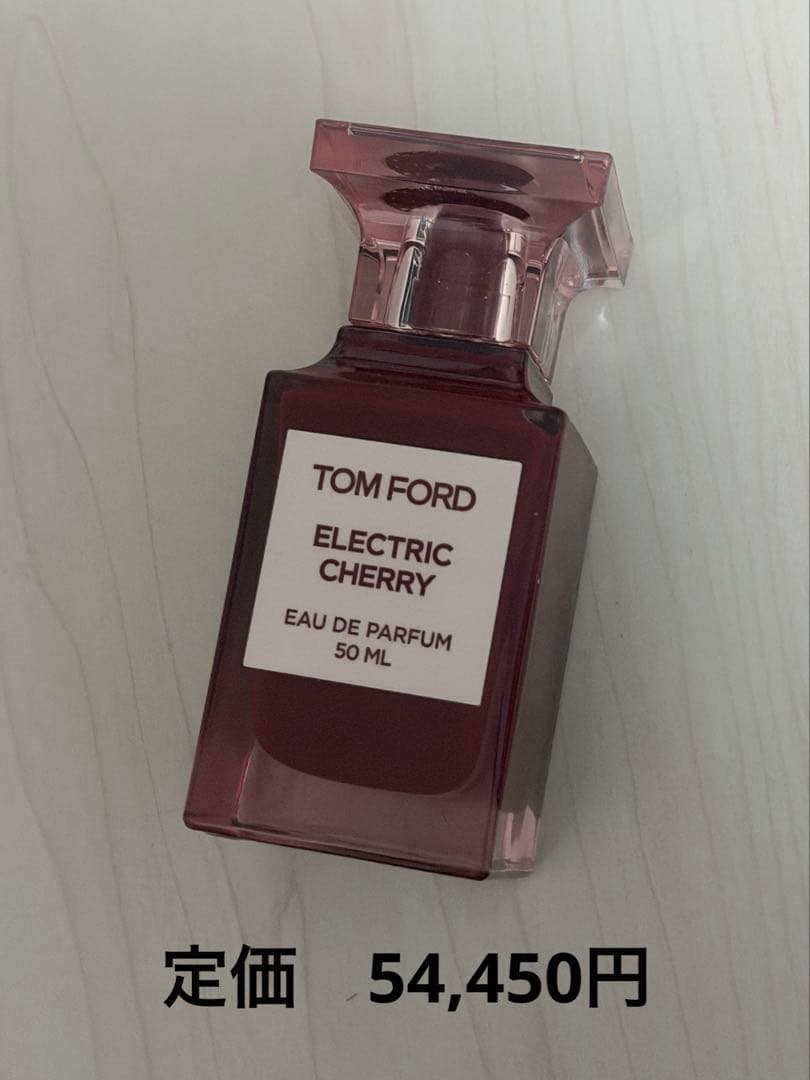 TOM FORD
ELECTRIC
CHERRY
EAU DE PARFUM
50 ML
定価　54,450円